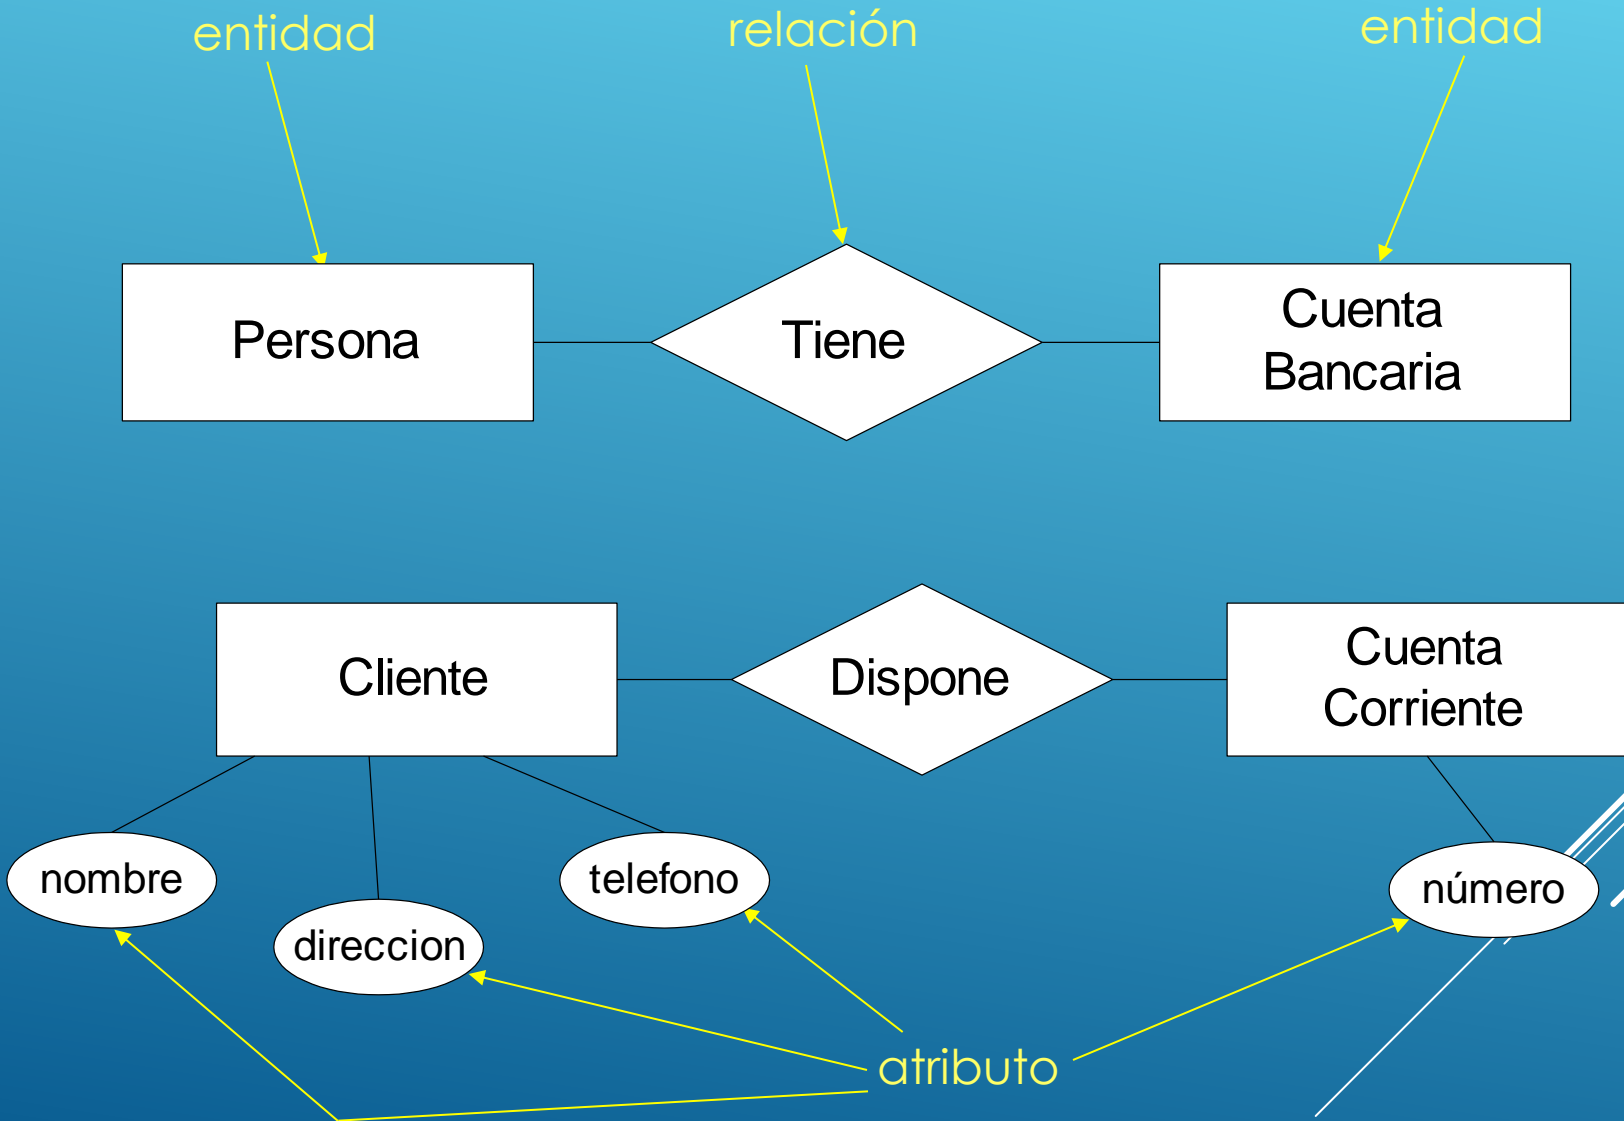 entidad
relación
entidad
Persona
Tiene
Cuenta
Bancaria
Cliente
Dispone
Cuenta
Corriente
nombre
direccion
telefono
número
atributo